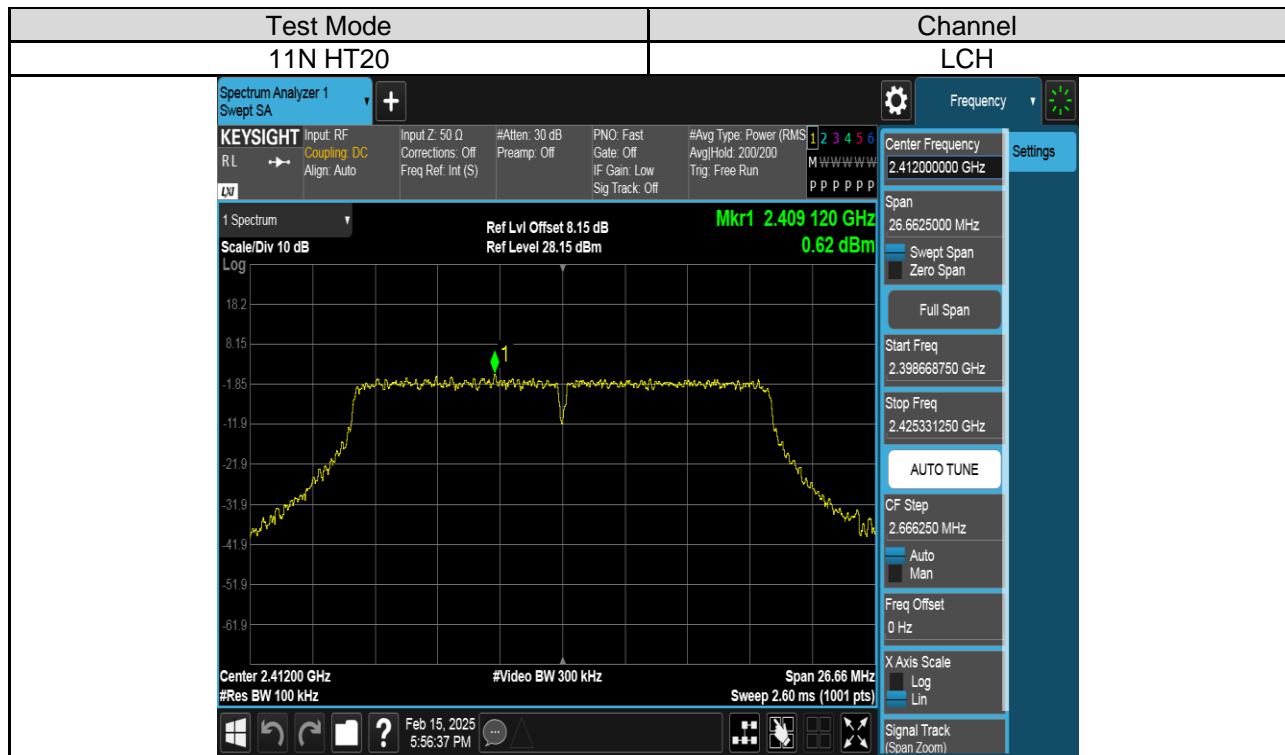 Test Mode Channel
11N HT20 LCH
Spectrum Analyzer 1
Swept SA
+
Frequency
KEYSIGHT Input: RF Input Z: 50 Ω #Atten: 30 dB PNO: Fast #Avg Type: Power (RMS 1 2 3 4 5 6
R L Coupling: DC Corrections: Off Preamp: Off Gate: Off Avg|Hold: 200/200 M W W W W W
Align: Auto Freq Ref: Int (S) IF Gain: Low Trig: Free Run
LXI Sig Track: Off P P P P P P
1 Spectrum Ref Lvl Offset 8.15 dB Mkr1 2.409 120 GHz
Scale/Div 10 dB Ref Level 28.15 dBm 0.62 dBm
Log
18.2
8.15
1
-1.85
-11.9
-21.9
-31.9
-41.9
-51.9
-61.9
Center 2.41200 GHz #Video BW 300 kHz Span 26.66 MHz
#Res BW 100 kHz Sweep 2.60 ms (1001 pts)
? Feb 15, 2025
5:56:37 PM
Center Frequency
2.412000000 GHz
Settings
Span
26.6625000 MHz
Swept Span
Zero Span
Full Span
Start Freq
2.398668750 GHz
Stop Freq
2.425331250 GHz
AUTO TUNE
CF Step
2.666250 MHz
Auto
Man
Freq Offset
0 Hz
X Axis Scale
Log
Lin
Signal Track
(Span Zoom)